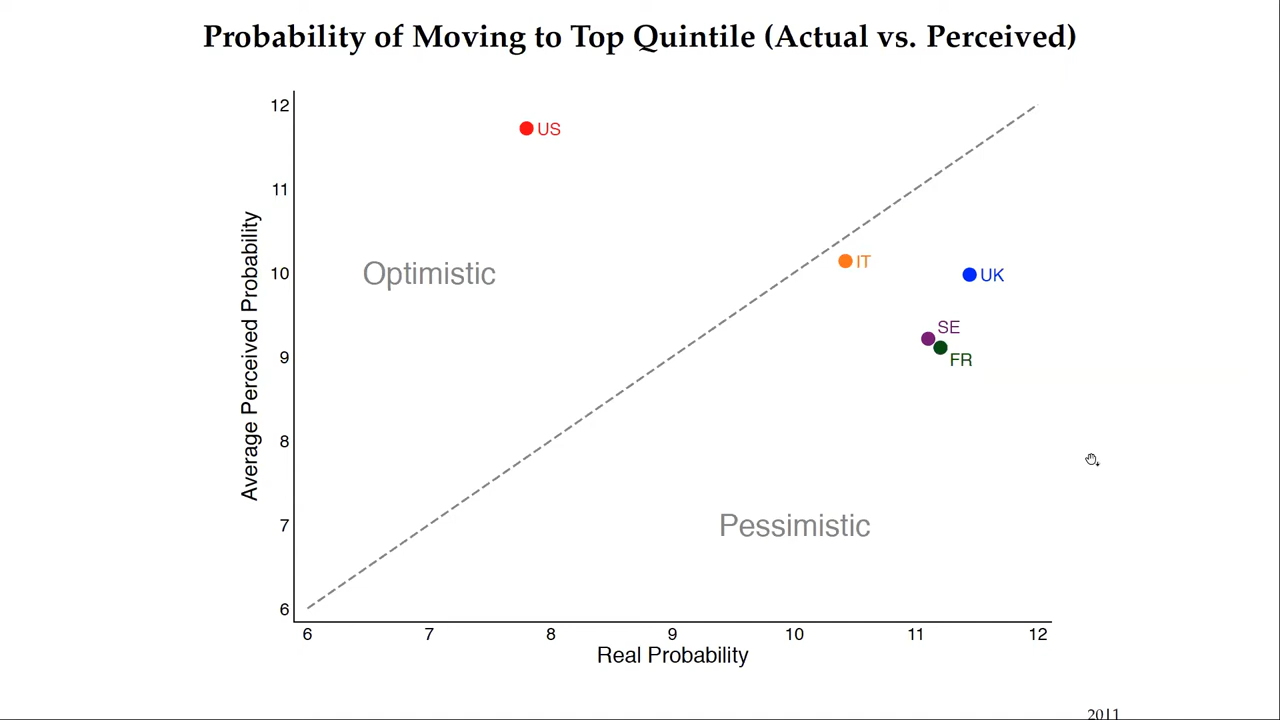 Probability of Moving to Top Quintile (Actual vs. Perceived)
12
11
10
9
8
7
6
Average Perceived Probability
US
Optimistic
IT
UK
SE
FR
Pessimistic
6 7 8 9 10 11 12
Real Probability
2011